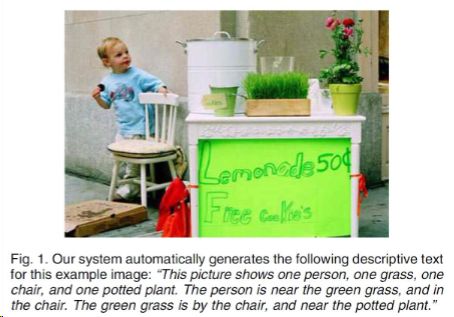 Lemonade 50¢
Free Cookie's
Fig. 1. Our system automatically generates the following descriptive text
for this example image: “This picture shows one person, one grass, one
chair, and one potted plant. The person is near the green grass, and in
the chair. The green grass is by the chair, and near the potted plant.”